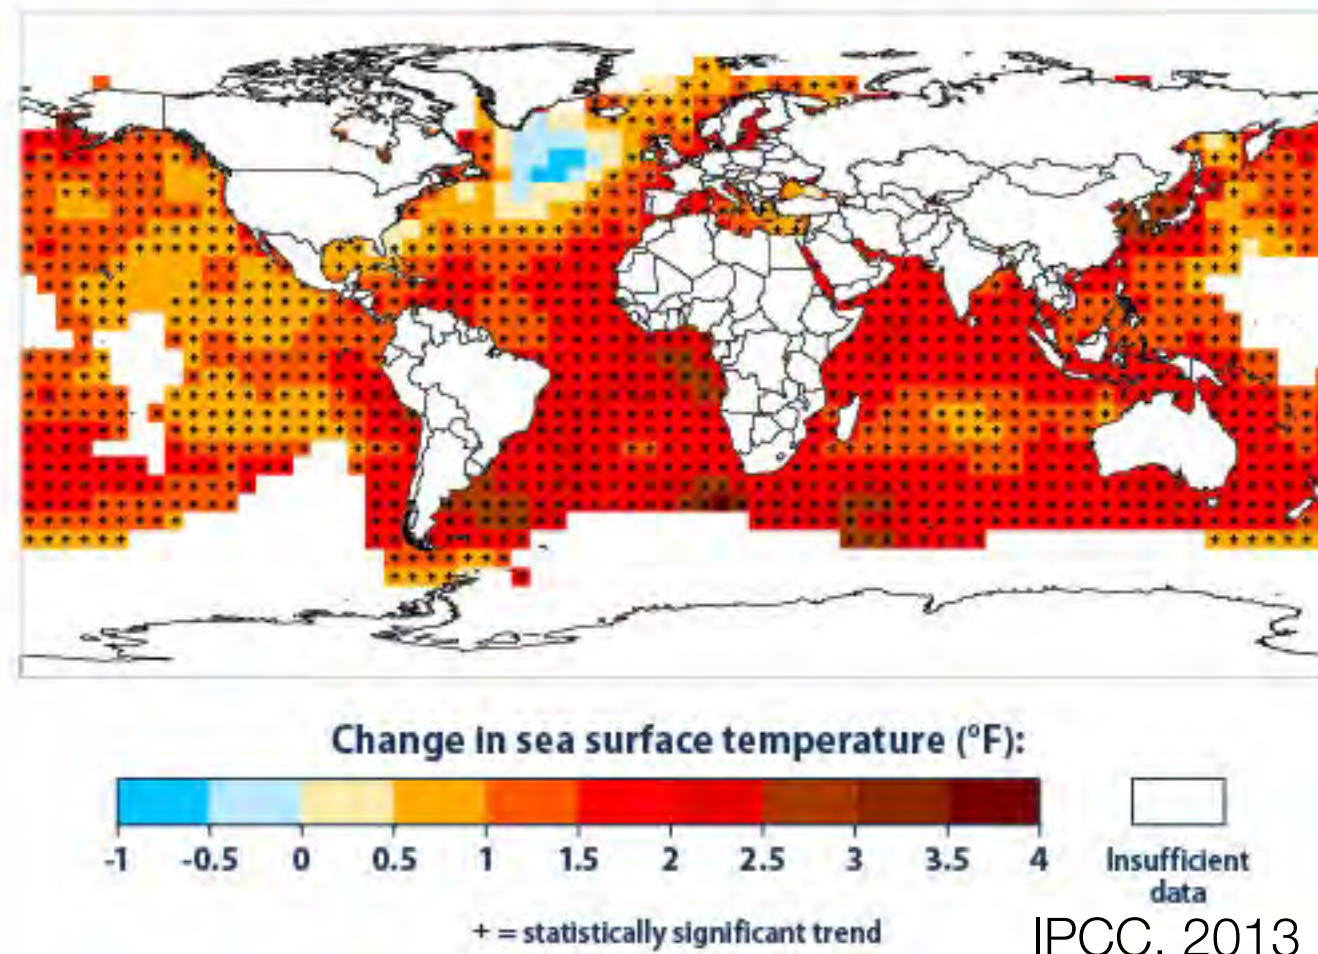 Change in sea surface temperature (°F):
-1 -0.5 0 0.5 1 1.5 2 2.5 3 3.5 4
Insufficient
data
+ = statistically significant trend
IPCC, 2013